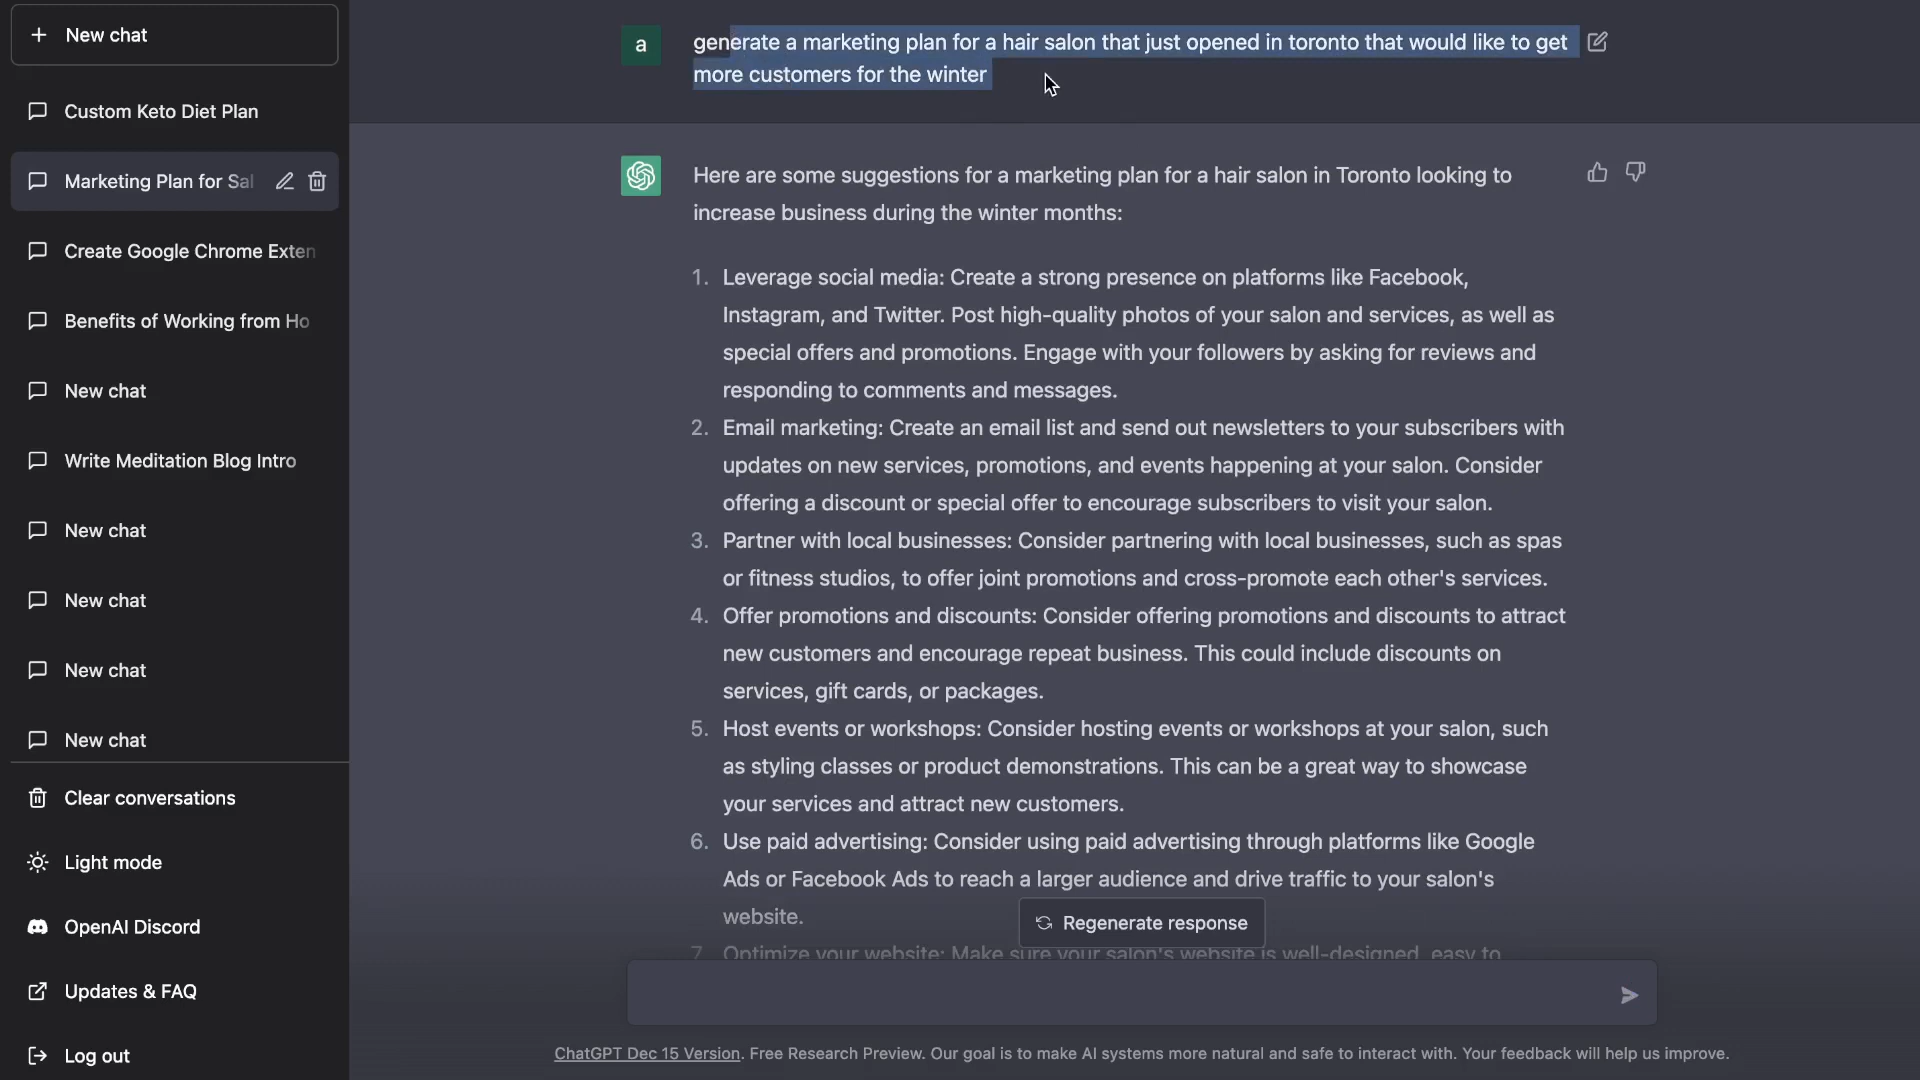 New chat
Custom Keto Diet Plan
Marketing Plan for Sal
Create Google Chrome Exten
Benefits of Working from Ho
New chat
Write Meditation Blog Intro
New chat
New chat
New chat
New chat
Clear conversations
Light mode
OpenAI Discord
Updates & FAQ
Log out
a
generate a marketing plan for a hair salon that just opened in toronto that would like to get
more customers for the winter
Here are some suggestions for a marketing plan for a hair salon in Toronto looking to
increase business during the winter months:
1. Leverage social media: Create a strong presence on platforms like Facebook,
Instagram, and Twitter. Post high-quality photos of your salon and services, as well as
special offers and promotions. Engage with your followers by asking for reviews and
responding to comments and messages.
2. Email marketing: Create an email list and send out newsletters to your subscribers with
updates on new services, promotions, and events happening at your salon. Consider
offering a discount or special offer to encourage subscribers to visit your salon.
3. Partner with local businesses: Consider partnering with local businesses, such as spas
or fitness studios, to offer joint promotions and cross-promote each other's services.
4. Offer promotions and discounts: Consider offering promotions and discounts to attract
new customers and encourage repeat business. This could include discounts on
services, gift cards, or packages.
5. Host events or workshops: Consider hosting events or workshops at your salon, such
as styling classes or product demonstrations. This can be a great way to showcase
your services and attract new customers.
6. Use paid advertising: Consider using paid advertising through platforms like Google
Ads or Facebook Ads to reach a larger audience and drive traffic to your salon's
website.
Regenerate response
7. Optimize your website: Make sure your salon's website is well-designed, easy to
ChatGPT Dec 15 Version. Free Research Preview. Our goal is to make AI systems more natural and safe to interact with. Your feedback will help us improve.